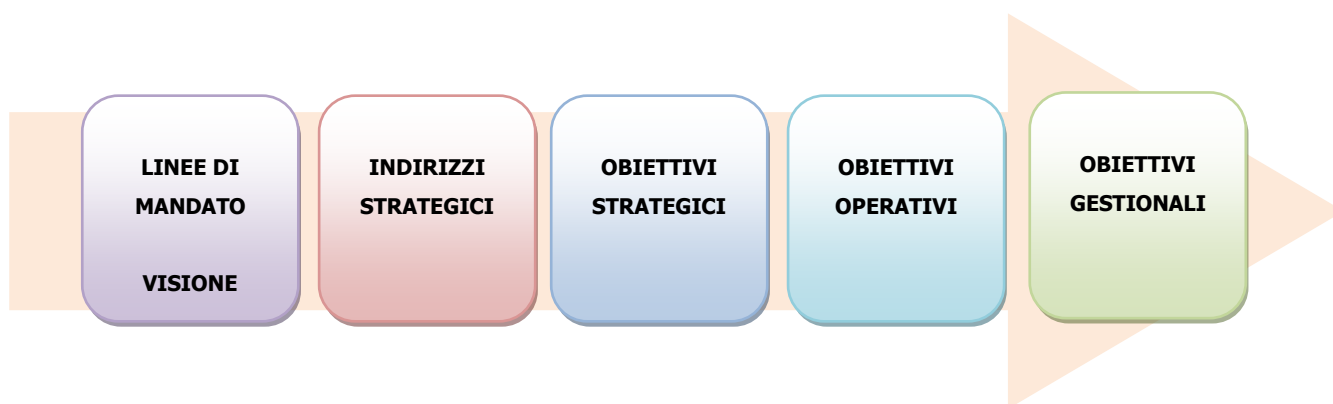 LINEE DI
MANDATO
VISIONE
INDIRIZZI
STRATEGICI
OBIETTIVI
STRATEGICI
OBIETTIVI
OPERATIVI
OBIETTIVI
GESTIONALI